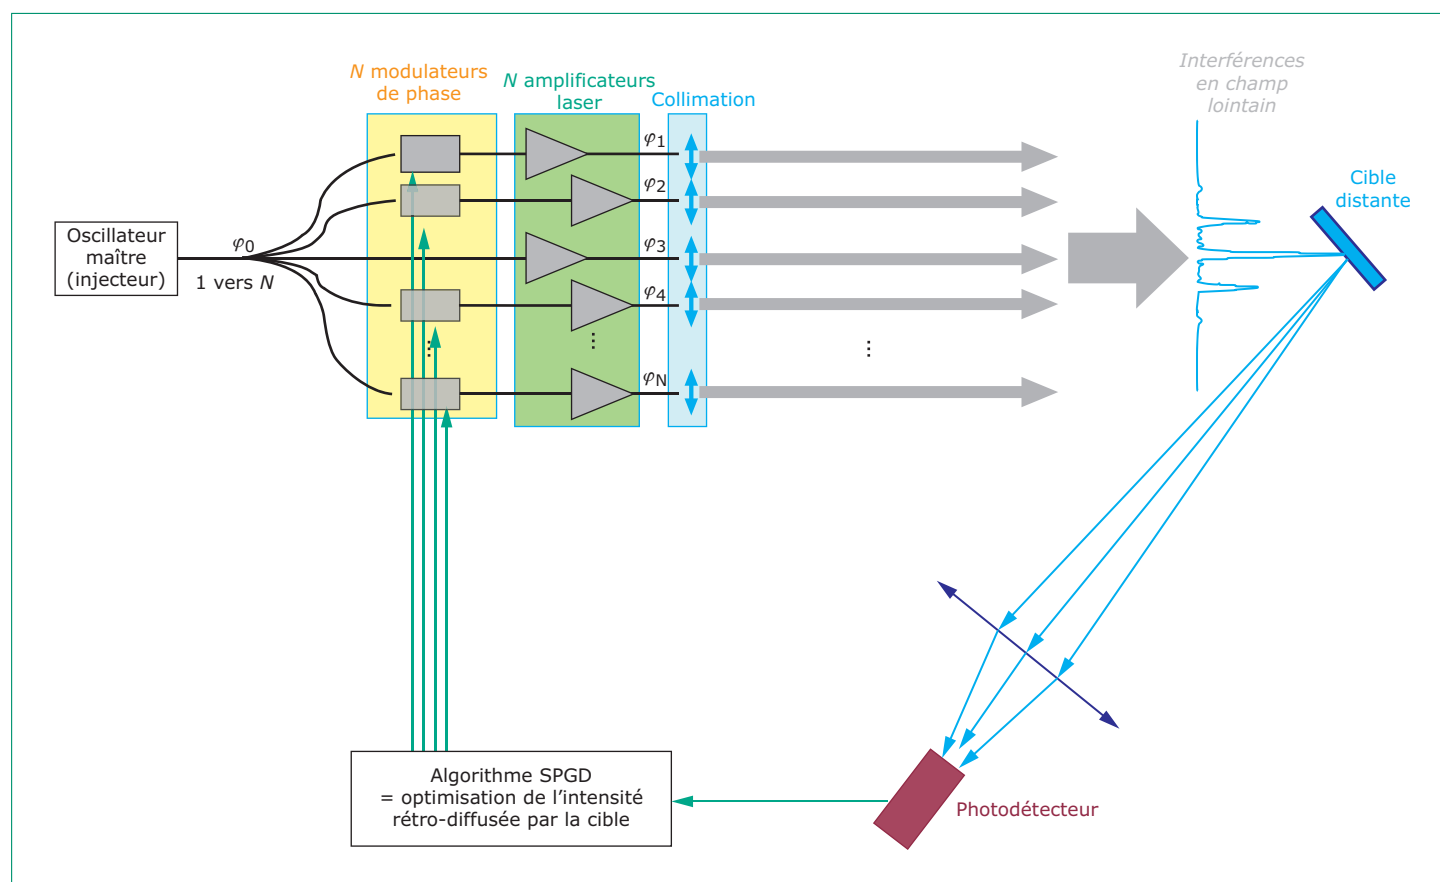 N modulateurs
de phase
N amplificateurs
laser
Collimation
Interférences
en champ
lointain
Cible
distante
Oscillateur
maître
(injecteur)
φ0
1 vers N
φ1
φ2
φ3
φ4
...
...
...
φN
Algorithme SPGD
= optimisation de l’intensité
rétro-diffusée par la cible
Photodétecteur